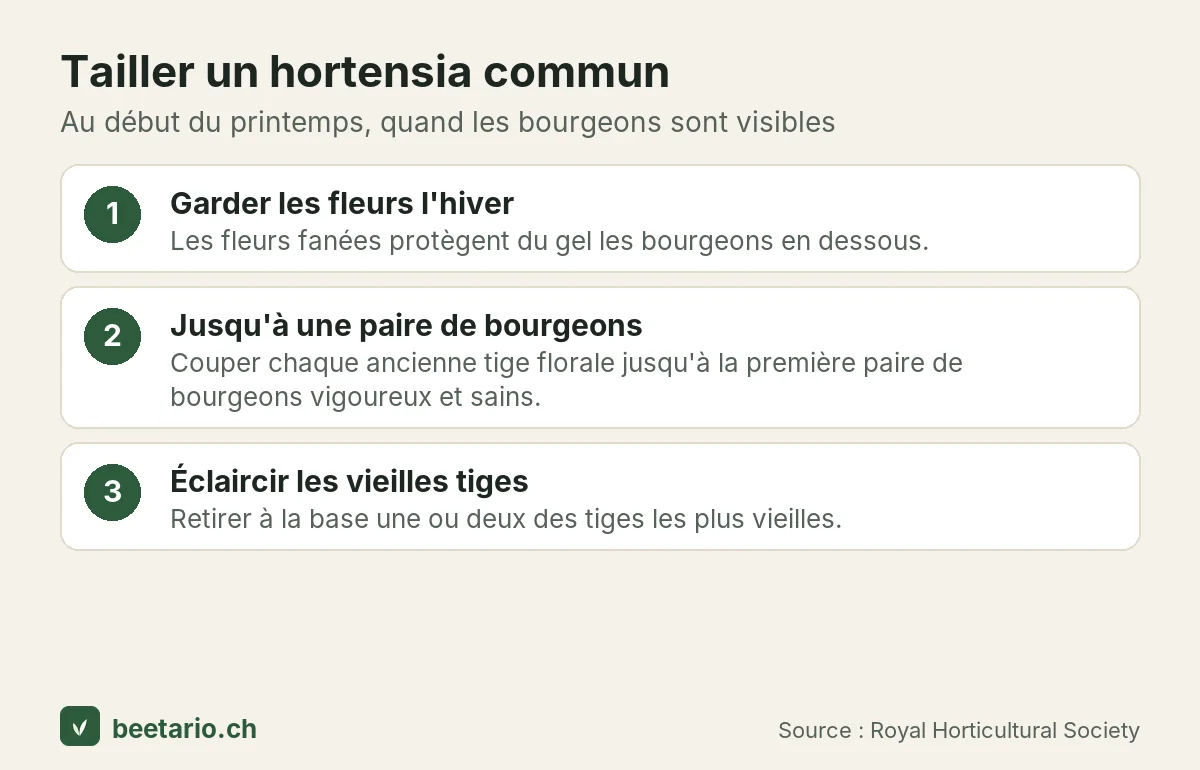 Tailler un hortensia commun
Au début du printemps, quand les bourgeons sont visibles
1
Garder les fleurs l'hiver
Les fleurs fanées protègent du gel les bourgeons en dessous.
2
Jusqu'à une paire de bourgeons
Couper chaque ancienne tige florale jusqu'à la première paire de
bourgeons vigoureux et sains.
3
Éclaircir les vieilles tiges
Retirer à la base une ou deux des tiges les plus vieilles.
beetario.ch
Source : Royal Horticultural Society